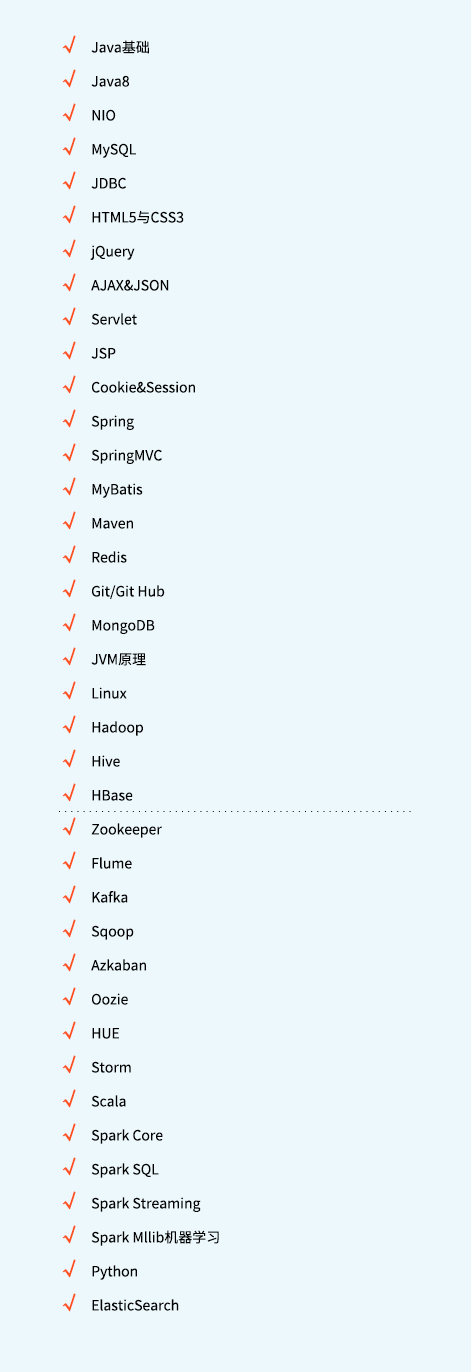 Java基础
Java8
NIO
MySQL
JDBC
HTML5与CSS3
jQuery
AJAX&JSON
Servlet
JSP
Cookie&Session
Spring
SpringMVC
MyBatis
Maven
Redis
Git/Git Hub
MongoDB
JVM原理
Linux
Hadoop
Hive
HBase
Zookeeper
Flume
Kafka
Sqoop
Azkaban
Oozie
HUE
Storm
Scala
Spark Core
Spark SQL
Spark Streaming
Spark Mllib机器学习
Python
ElasticSearch